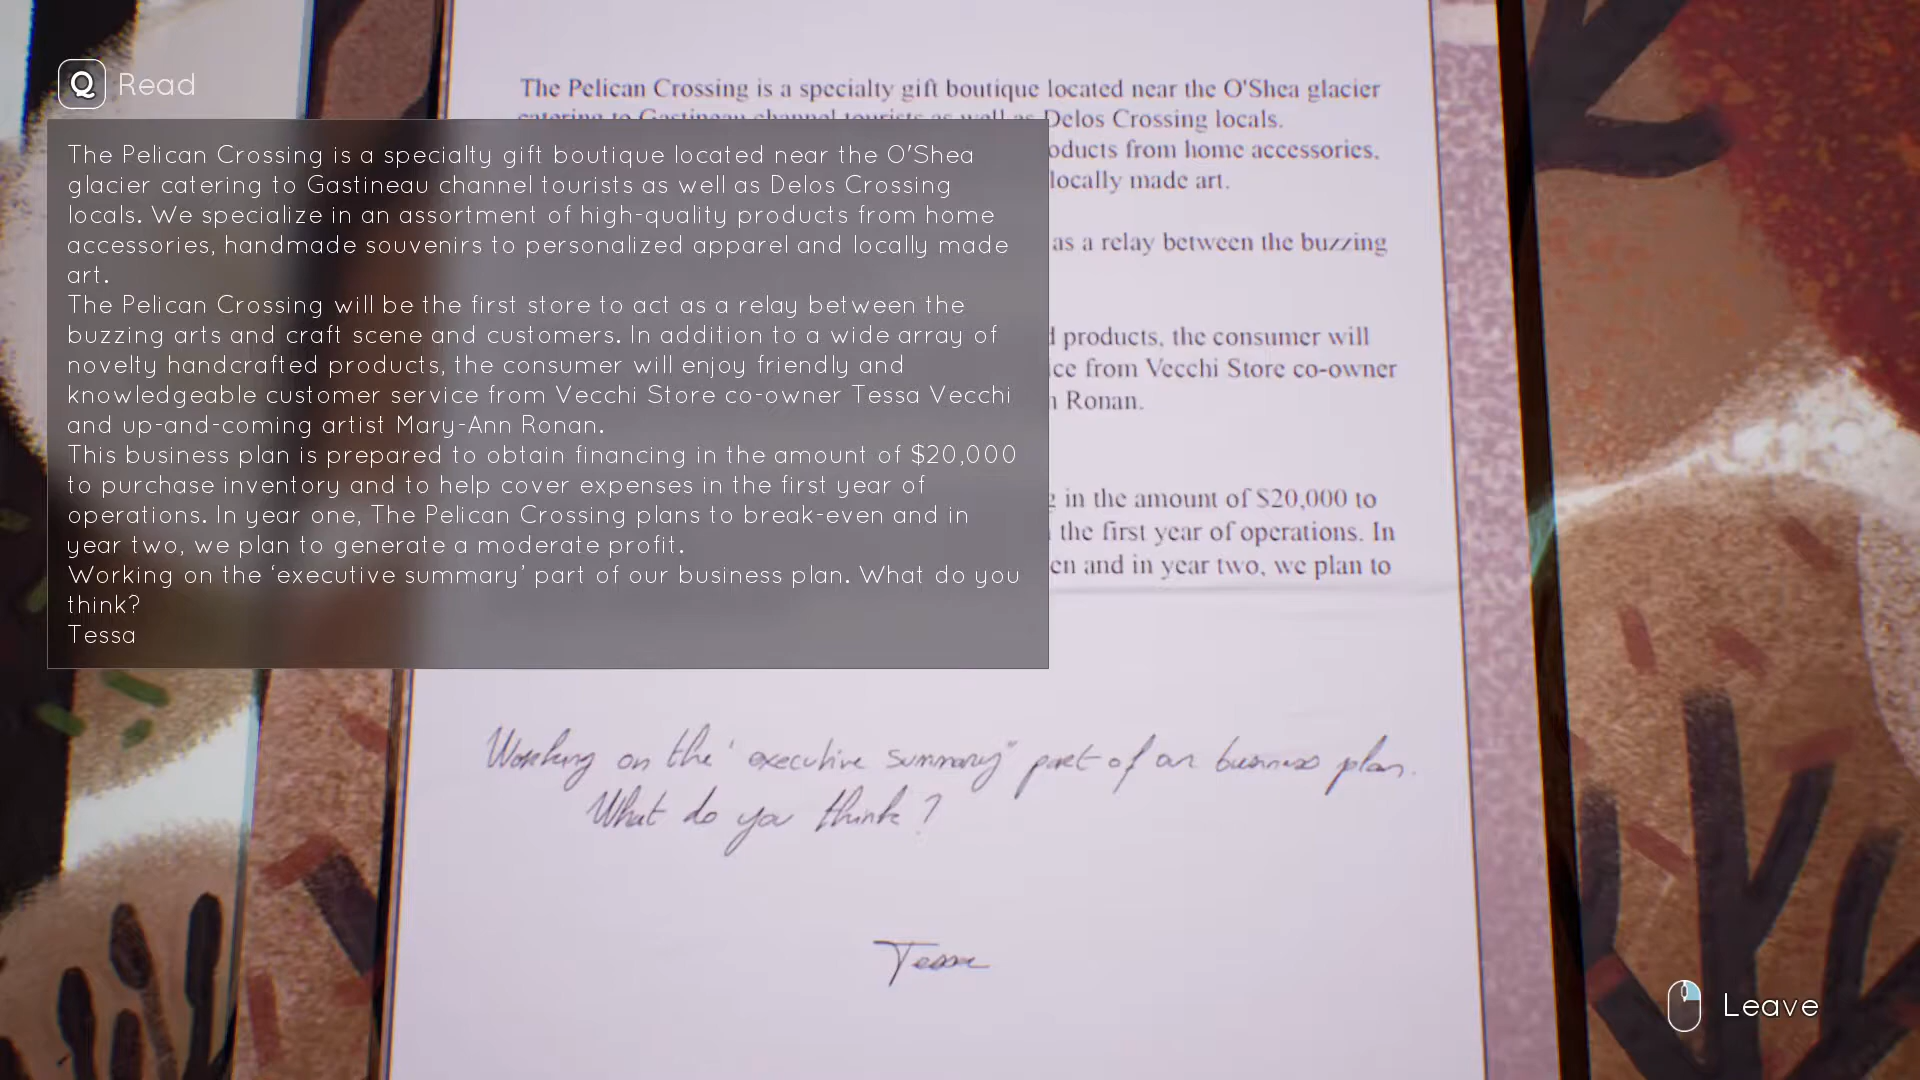 Q Read
The Pelican Crossing is a specialty gift boutique located near the O'Shea glacier
catering to Gastineau channel tourists as well as Delos Crossing locals.
oducts from home accessories,
locally made art.
as a relay between the buzzing
products, the consumer will
ce from Vecchi Store co-owner
Ronan.
in the amount of $20,000 to
the first year of operations. In
en and in year two, we plan to
The Pelican Crossing is a specialty gift boutique located near the O'Shea
glacier catering to Gastineau channel tourists as well as Delos Crossing
locals. We specialize in an assortment of high-quality products from home
accessories, handmade souvenirs to personalized apparel and locally made
art.
The Pelican Crossing will be the first store to act as a relay between the
buzzing arts and craft scene and customers. In addition to a wide array of
novelty handcrafted products, the consumer will enjoy friendly and
knowledgeable customer service from Vecchi Store co-owner Tessa Vecchi
and up-and-coming artist Mary-Ann Ronan.
This business plan is prepared to obtain financing in the amount of $20,000
to purchase inventory and to help cover expenses in the first year of
operations. In year one, The Pelican Crossing plans to break-even and in
year two, we plan to generate a moderate profit.
Working on the ‘executive summary’ part of our business plan. What do you
think?
Tessa
Working on the 'executive summary" part of our business plan.
What do you think?
Tessa
Leave